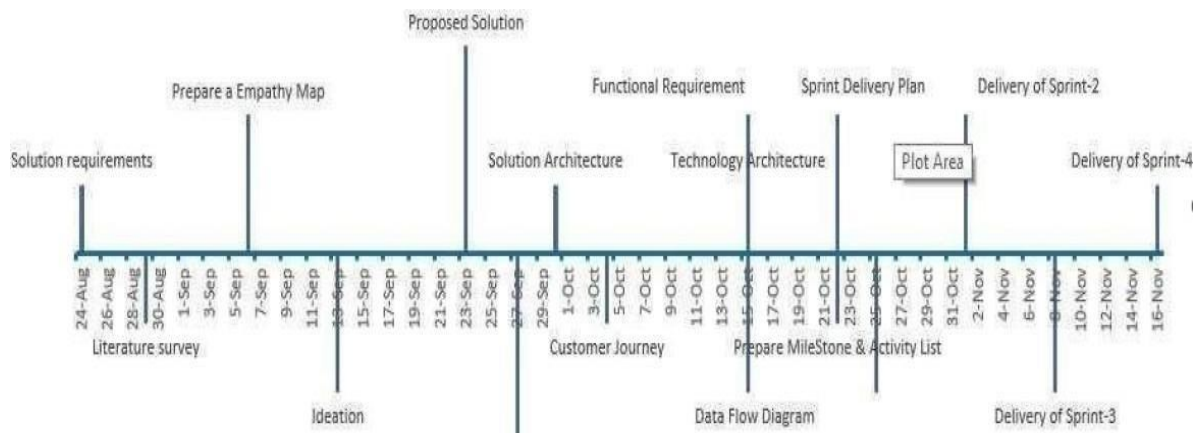 Proposed Solution
Prepare a Empathy Map
Functional Requirement
Sprint Delivery Plan
Delivery of Sprint-2
Solution requirements
Solution Architecture
Technology Architecture
Plot Area
Delivery of Sprint-4
24-Aug
26-Aug
28-Aug
30-Aug
1-Sep
3-Sep
5-Sep
7-Sep
9-Sep
11-Sep
13-Sep
15-Sep
17-Sep
19-Sep
21-Sep
23-Sep
25-Sep
27-Sep
29-Sep
1-Oct
3-Oct
5-Oct
7-Oct
9-Oct
11-Oct
13-Oct
15-Oct
17-Oct
19-Oct
21-Oct
23-Oct
25-Oct
27-Oct
29-Oct
31-Oct
2-Nov
4-Nov
6-Nov
8-Nov
10-Nov
12-Nov
14-Nov
16-Nov
Literature survey
Customer Journey
Prepare MileStone & Activity List
Ideation
Data Flow Diagram
Delivery of Sprint-3